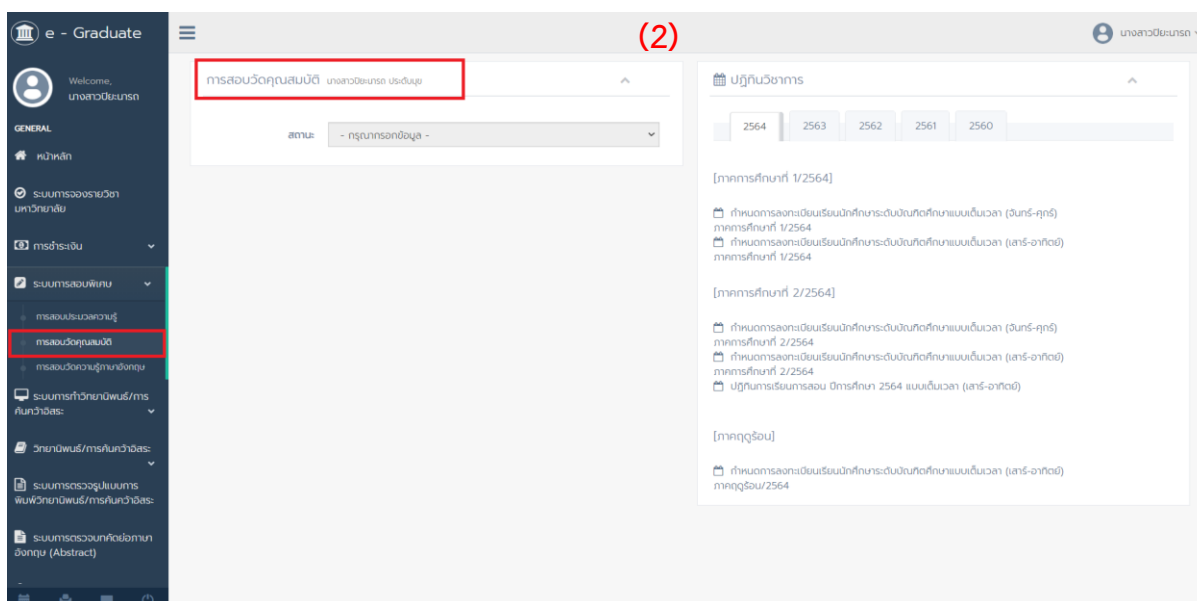 e - Graduate
(2)
นางสาวปิยะนารถ
Welcome,
นางสาวปิยะนารถ
GENERAL
หน้าหลัก
ระบบการจองรายวิชา
มหาวิทยาลัย
การชำระเงิน
ระบบการสอบพิเศษ
การสอบประมวลความรู้
การสอบวัดคุณสมบัติ
การสอบวัดความรู้ภาษาอังกฤษ
ระบบการทำวิทยานิพนธ์/การ
ค้นคว้าอิสระ
วิทยานิพนธ์/การค้นคว้าอิสระ
ระบบการตรวจรูปแบบการ
พิมพ์วิทยานิพนธ์/การค้นคว้าอิสระ
ระบบการตรวจบทคัดย่อภาษา
อังกฤษ (Abstract)
การสอบวัดคุณสมบัติ นางสาวปิยะนารถ
สถานะ - กรุณากรอกข้อมูล -
ปฏิทินวิชาการ
2564 2563 2562 2561 2560
[ภาคการศึกษาที่ 1/2564]
กำหนดการลงทะเบียนเรียนนักศึกษาระดับบัณฑิตศึกษาแบบเต็มเวลา (จันทร์-ศุกร์)
ภาคการศึกษาที่ 1/2564
กำหนดการลงทะเบียนเรียนนักศึกษาระดับบัณฑิตศึกษาแบบเต็มเวลา (เสาร์-อาทิตย์)
ภาคการศึกษาที่ 1/2564
[ภาคการศึกษาที่ 2/2564]
กำหนดการลงทะเบียนเรียนนักศึกษาระดับบัณฑิตศึกษาแบบเต็มเวลา (จันทร์-ศุกร์)
ภาคการศึกษาที่ 2/2564
กำหนดการลงทะเบียนเรียนนักศึกษาระดับบัณฑิตศึกษาแบบเต็มเวลา (เสาร์-อาทิตย์)
ภาคการศึกษาที่ 2/2564
ปฏิทินการเรียนการสอน ปีการศึกษา 2564 แบบเต็มเวลา (เสาร์-อาทิตย์)
[ภาคฤดูร้อน]
กำหนดการลงทะเบียนเรียนนักศึกษาระดับบัณฑิตศึกษาแบบเต็มเวลา (เสาร์-อาทิตย์)
ภาคฤดูร้อน/2564